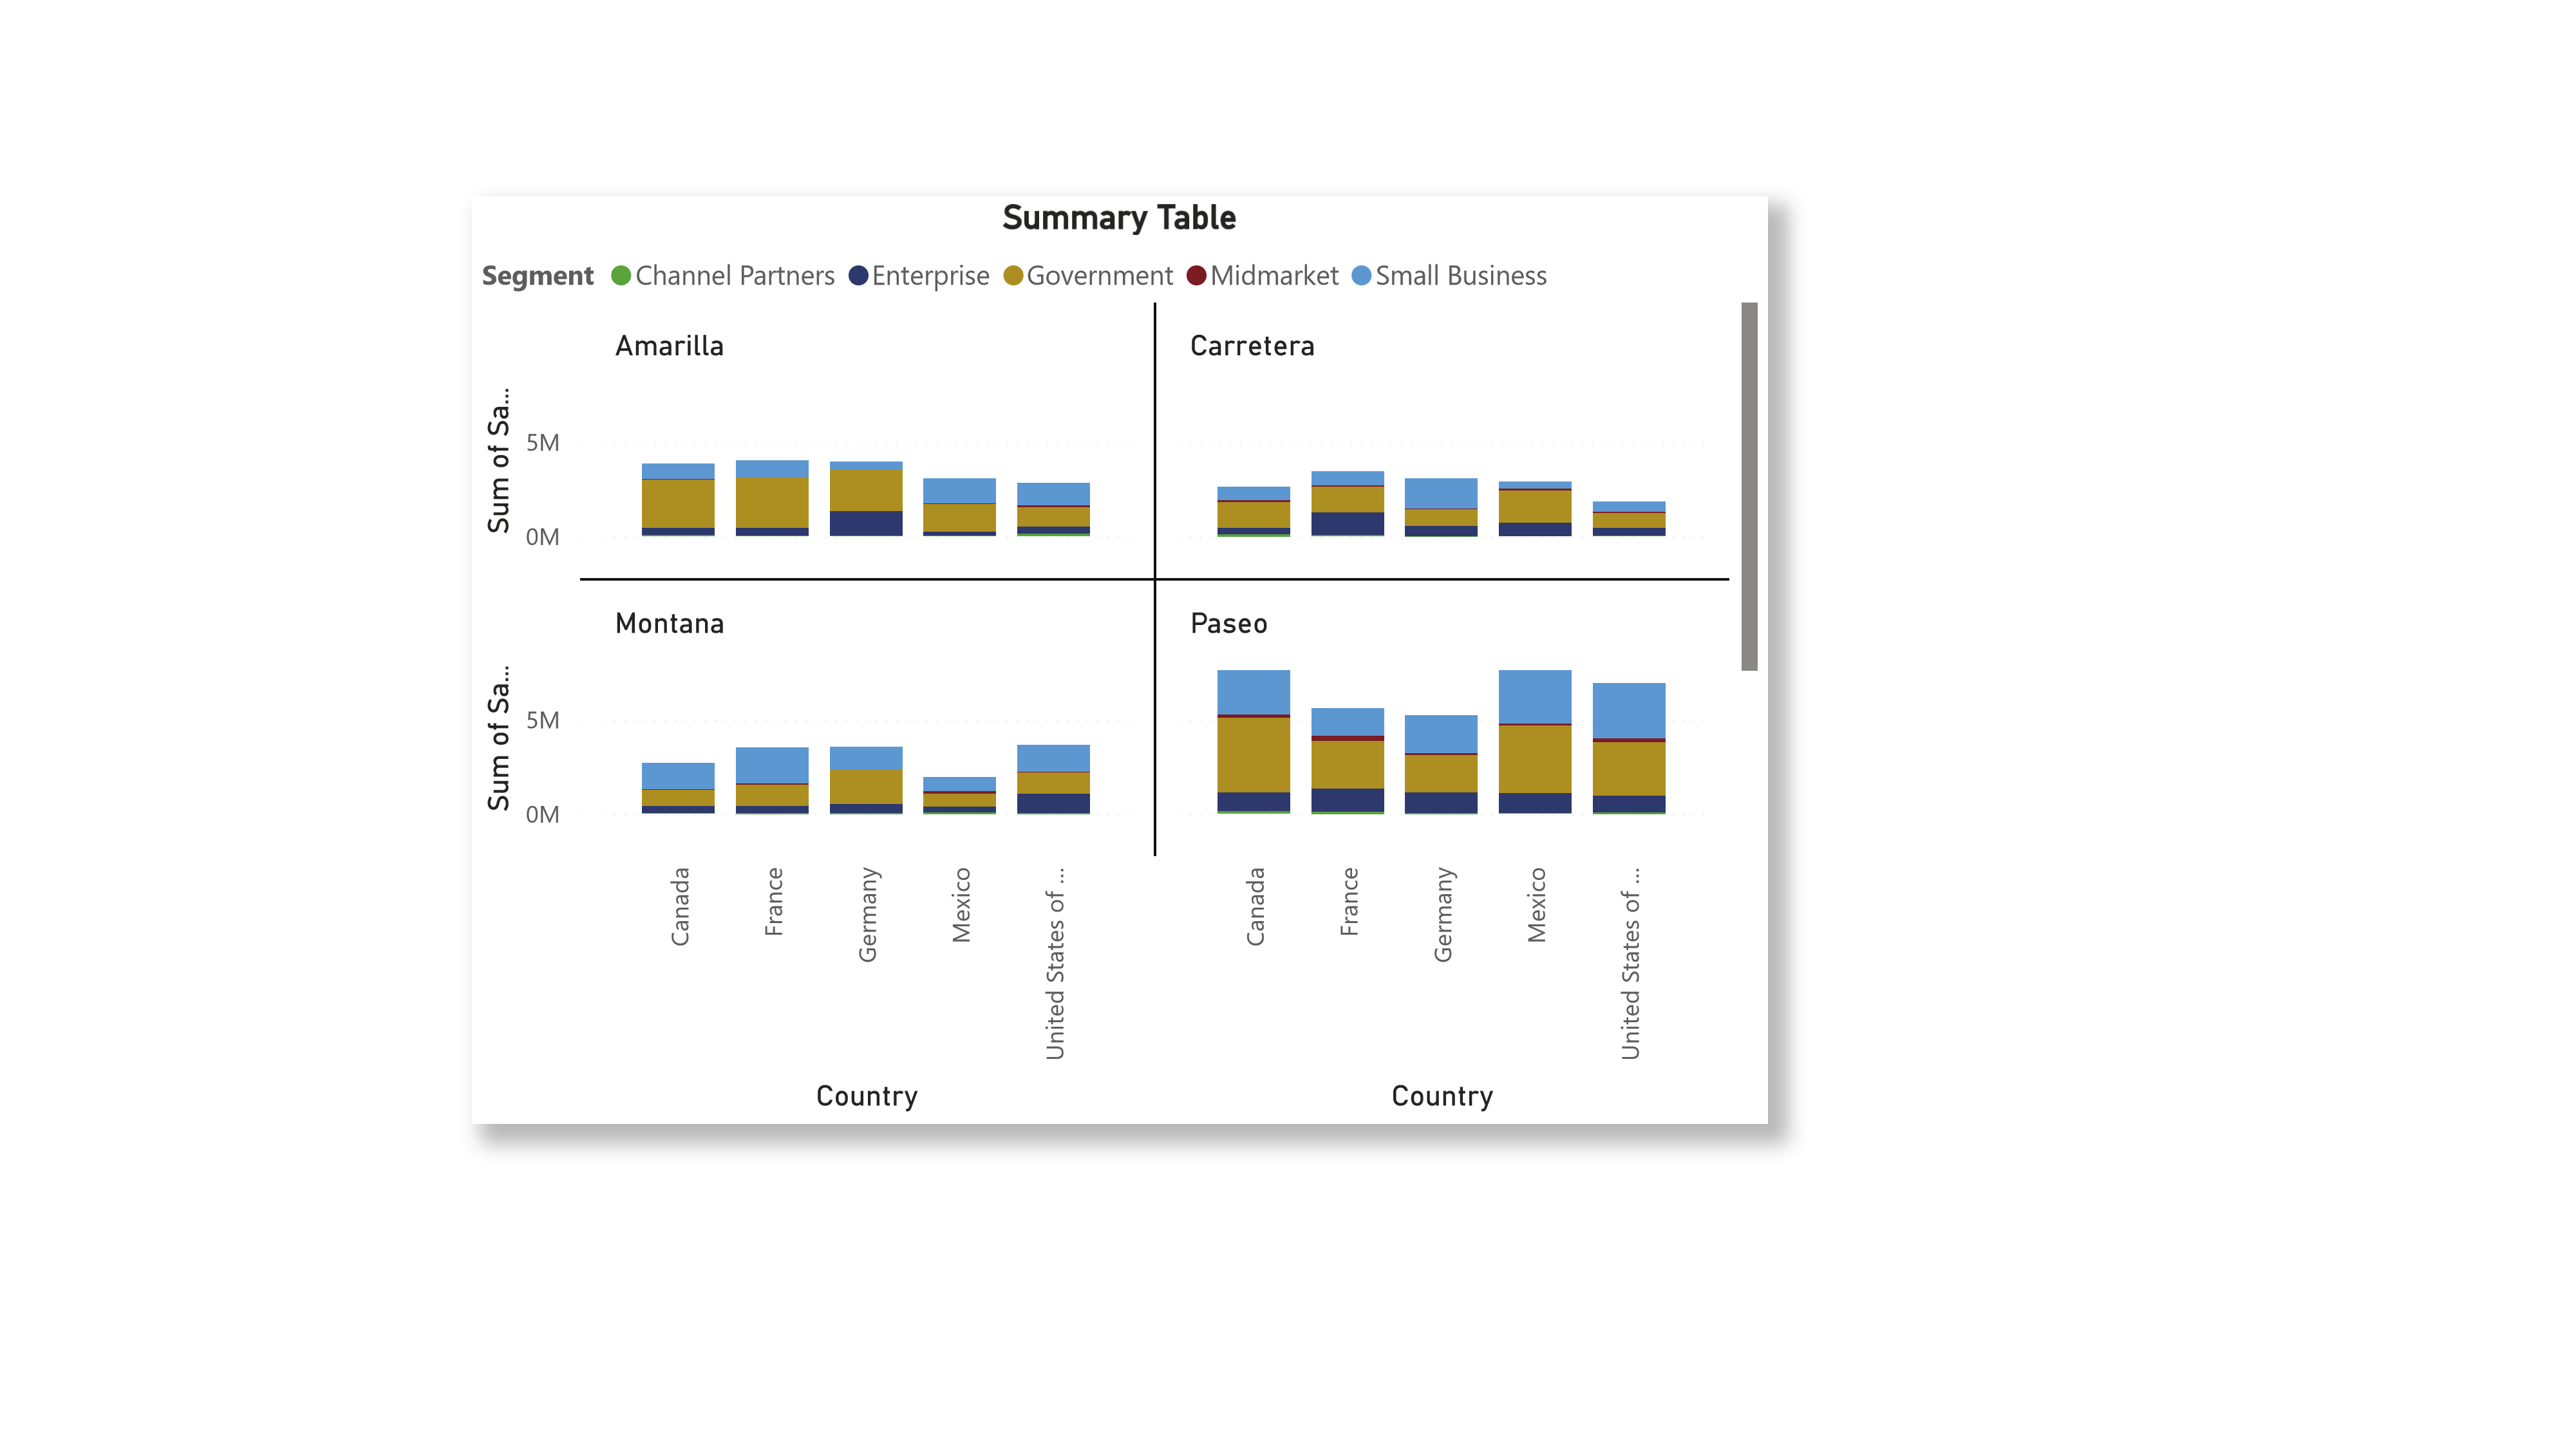 Summary Table
Segment Channel Partners Enterprise Government Midmarket Small Business
Amarilla
Sum of Sa...
5M
0M
Carretera
Montana
Sum of Sa...
5M
0M
Paseo
Canada
France
Germany
Mexico
United States of ...
Canada
France
Germany
Mexico
United States of ...
Country
Country